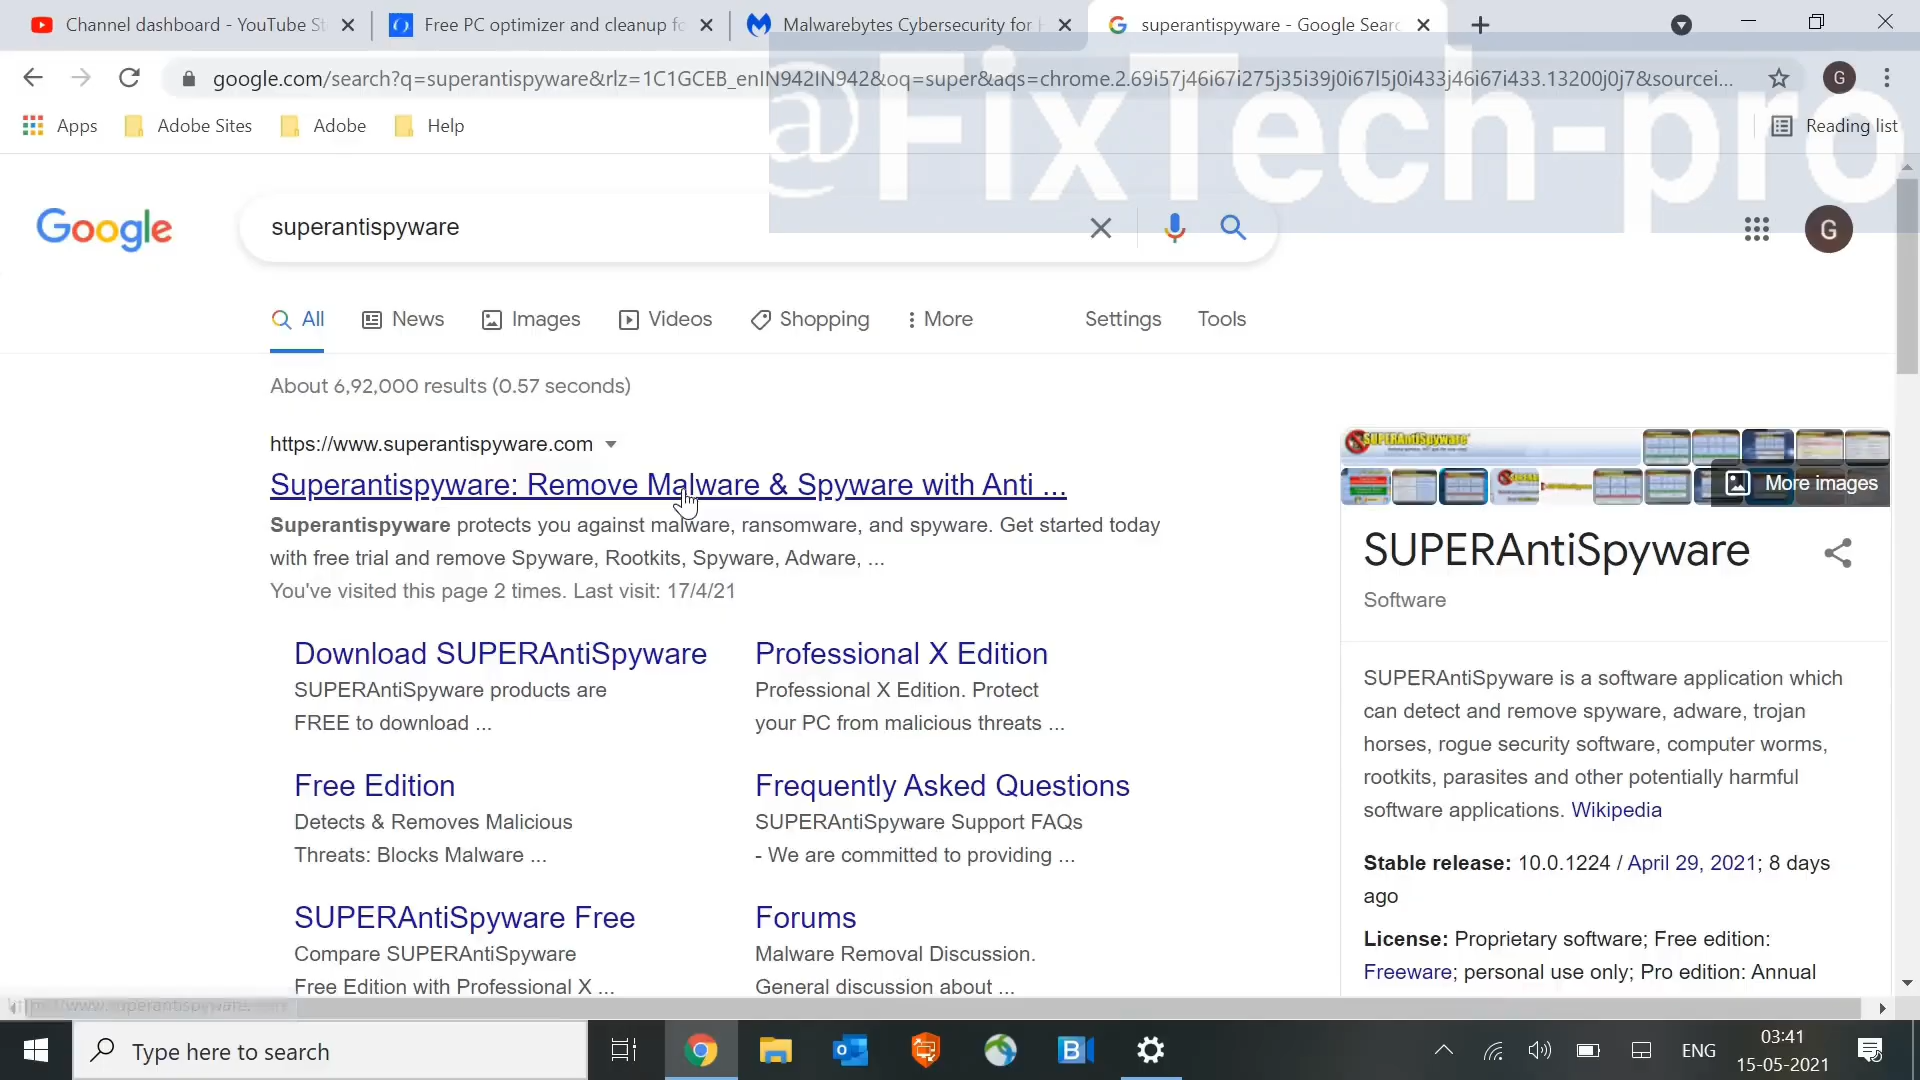 Channel dashboard - YouTube St
Free PC optimizer and cleanup fo
Malwarebytes Cybersecurity for H
superantispyware - Google Searc
google.com/search?q=superantispyware&rlz=1C1GCEB_enIN942IN942&oq=super&aqs=chrome.2.69i57j46i67i275j35i39j0i67l5j0i433j46i67i433.13200j0j7&sourcei...
G
Apps
Adobe Sites
Adobe
Help
Reading list
@FixTech-pro
Google
superantispyware
G
All
News
Images
Videos
Shopping
More
Settings
Tools
About 6,92,000 results (0.57 seconds)
https://www.superantispyware.com
Superantispyware: Remove Malware & Spyware with Anti ...
Superantispyware protects you against malware, ransomware, and spyware. Get started today
with free trial and remove Spyware, Rootkits, Spyware, Adware, ...
You've visited this page 2 times. Last visit: 17/4/21
Download SUPERAntiSpyware
SUPERAntiSpyware products are
FREE to download ...
Professional X Edition
Professional X Edition. Protect
your PC from malicious threats ...
Free Edition
Detects & Removes Malicious
Threats: Blocks Malware ...
Frequently Asked Questions
SUPERAntiSpyware Support FAQs
- We are committed to providing ...
SUPERAntiSpyware Free
Compare SUPERAntiSpyware
Free Edition with Professional X ...
Forums
Malware Removal Discussion.
General discussion about ...
SUPERAntiSpyware
More images
SUPERAntiSpyware
Software
SUPERAntiSpyware is a software application which
can detect and remove spyware, adware, trojan
horses, rogue security software, computer worms,
rootkits, parasites and other potentially harmful
software applications. Wikipedia
Stable release: 10.0.1224 / April 29, 2021; 8 days
ago
License: Proprietary software; Free edition:
Freeware; personal use only; Pro edition: Annual
Type here to search
ENG
03:41
15-05-2021